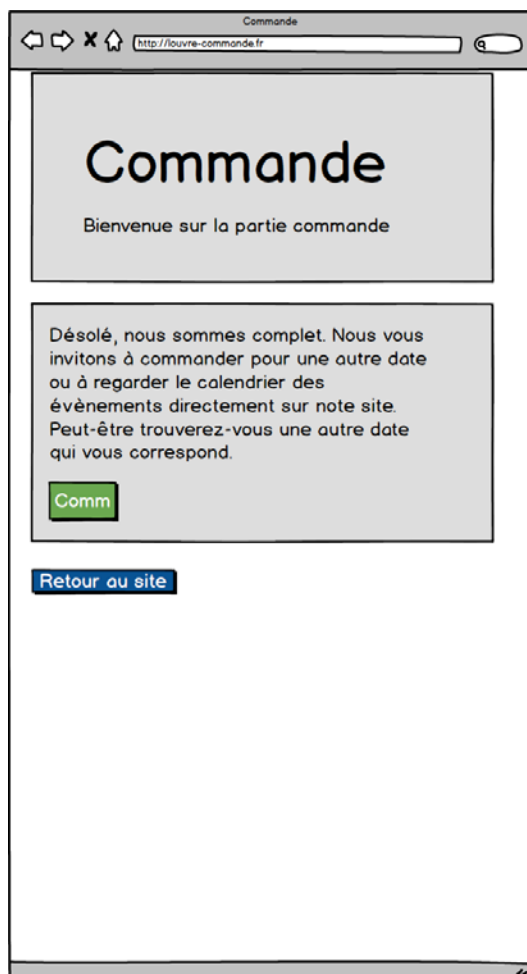 Commande
http://louvre-commande.fr
Commande
Bienvenue sur la partie commande
Désolé, nous sommes complet. Nous vous
invitons à commander pour une autre date
ou à regarder le calendrier des
évènements directement sur note site.
Peut-être trouverez-vous une autre date
qui vous correspond.
Comm
Retour au site